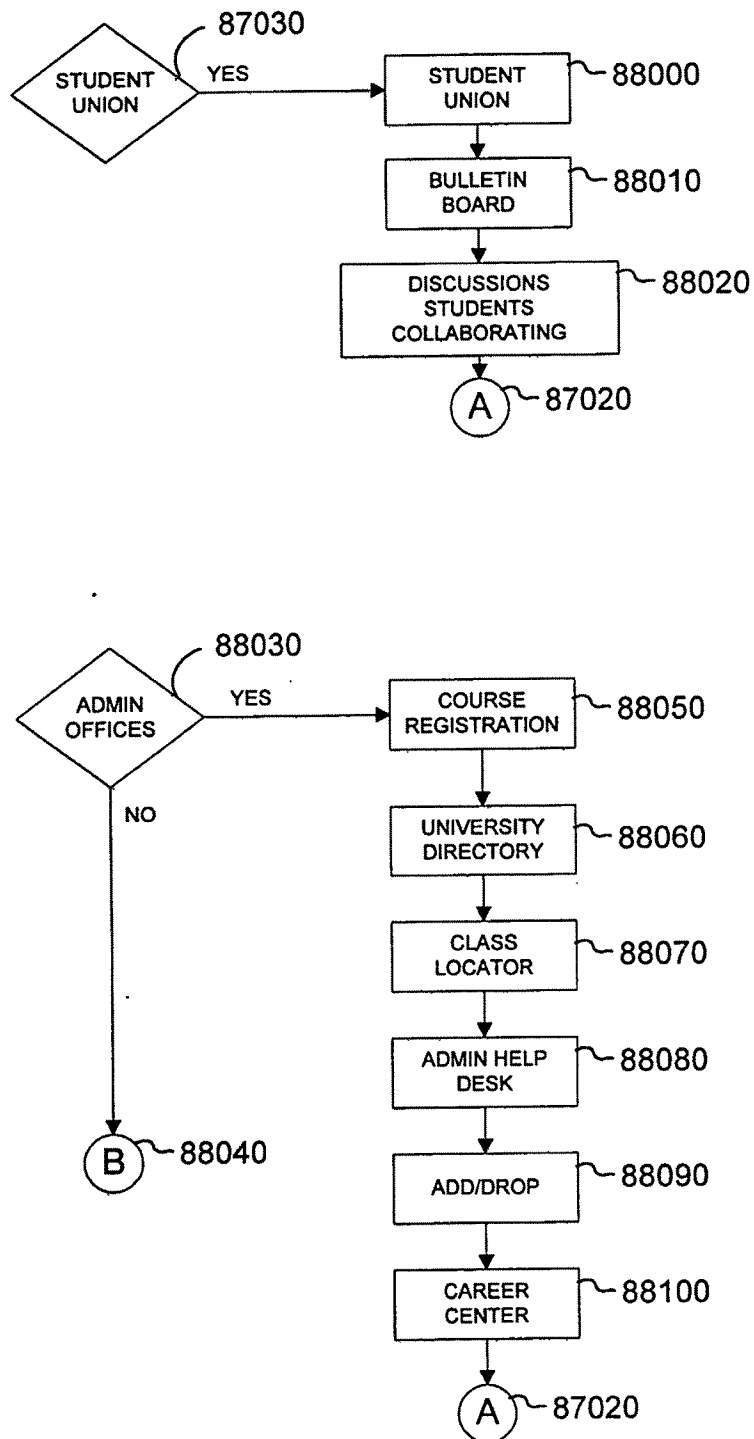 87030
STUDENT
UNION
YES
STUDENT
UNION
88000
BULLETIN
BOARD
88010
DISCUSSIONS
STUDENTS
COLLABORATING
88020
A
87020
88030
ADMIN
OFFICES
YES
NO
COURSE
REGISTRATION
88050
UNIVERSITY
DIRECTORY
88060
CLASS
LOCATOR
88070
ADMIN HELP
DESK
88080
B
88040
ADD/DROP
88090
CAREER
CENTER
88100
A
87020